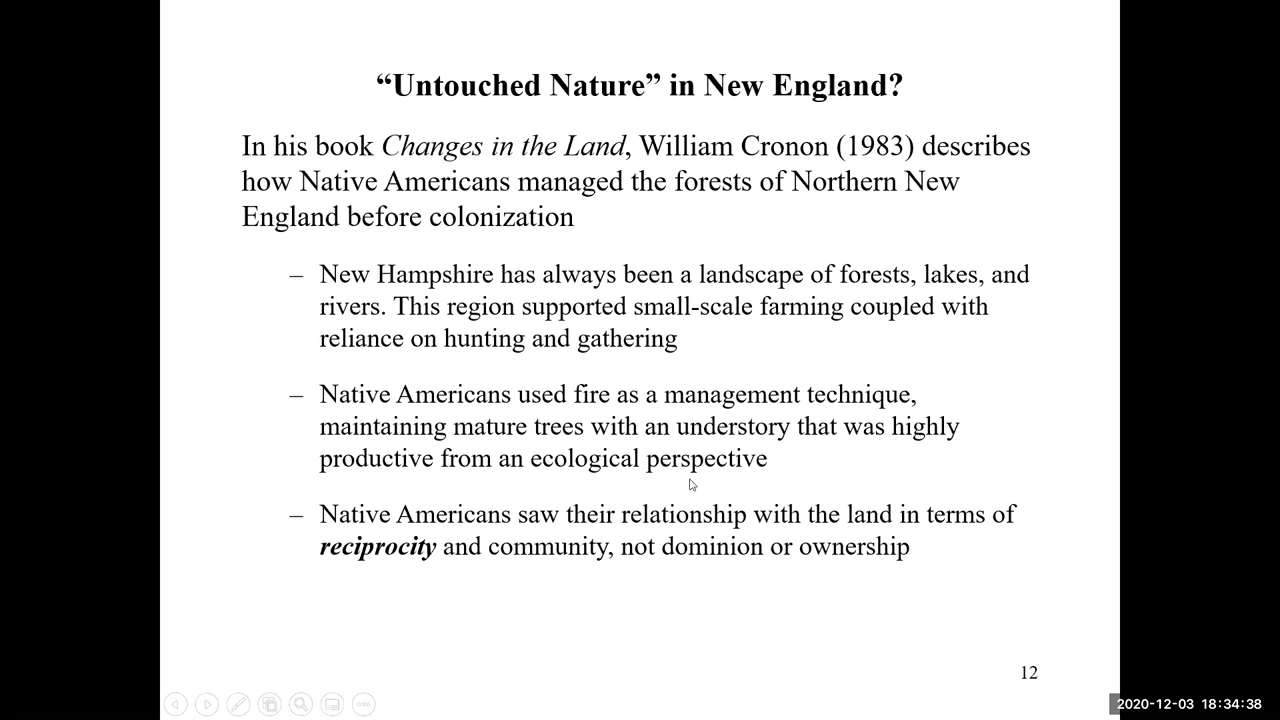 “Untouched Nature” in New England?
In his book Changes in the Land, William Cronon (1983) describes
how Native Americans managed the forests of Northern New
England before colonization
– New Hampshire has always been a landscape of forests, lakes, and
rivers. This region supported small-scale farming coupled with
reliance on hunting and gathering
– Native Americans used fire as a management technique,
maintaining mature trees with an understory that was highly
productive from an ecological perspective
– Native Americans saw their relationship with the land in terms of
reciprocity and community, not dominion or ownership
12
2020-12-03 18:34:38